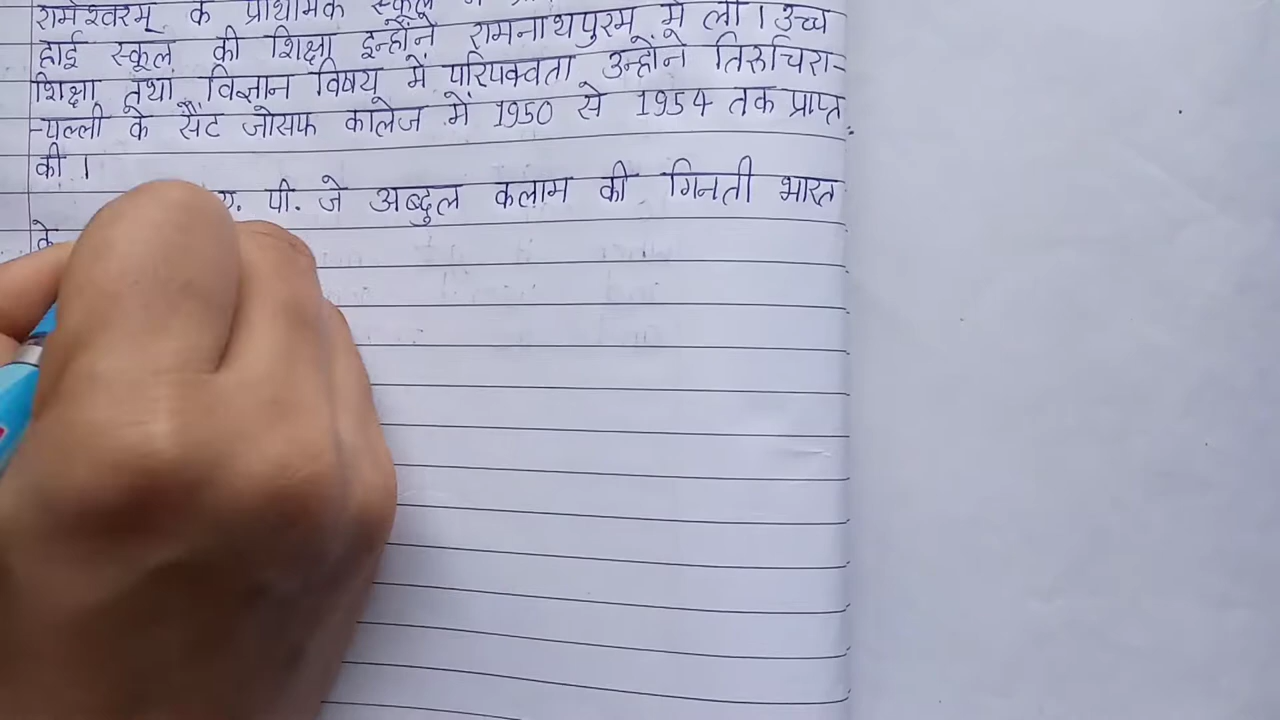 रामेश्वरम् के प्राथमिक स्कूल
हाई स्कूल की शिक्षा इन्होंने रामनाथपुरम् में ली । उच्च
शिक्षा तथा विज्ञान विषय में परिपक्वता उन्होंने तिरुचिरा-
-पल्ली के सैंट जोसफ कालेज में 1950 से 1954 तक प्राप्त
की ।
ए. पी. जे अब्दुल कलाम की गिनती भारत
के